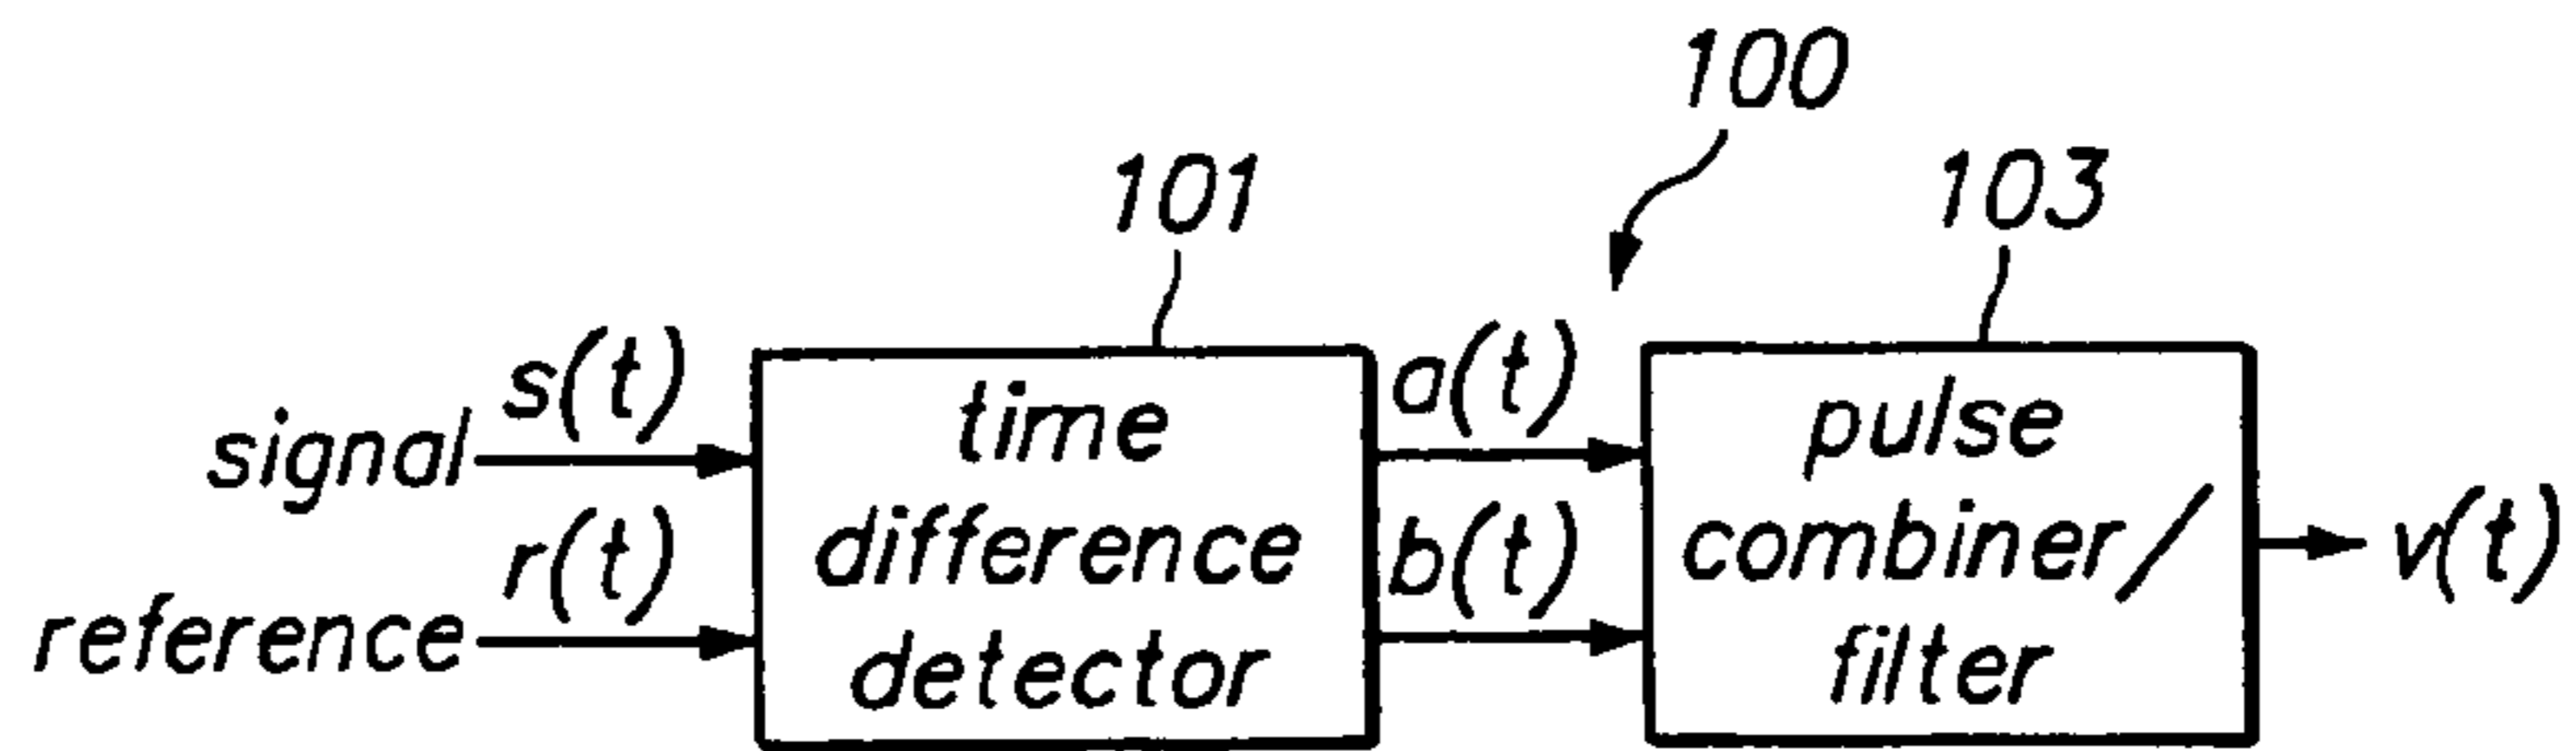 100
101
103
signal
s(t)
reference
r(t)
time
difference
detector
a(t)
b(t)
pulse
combiner/
filter
v(t)